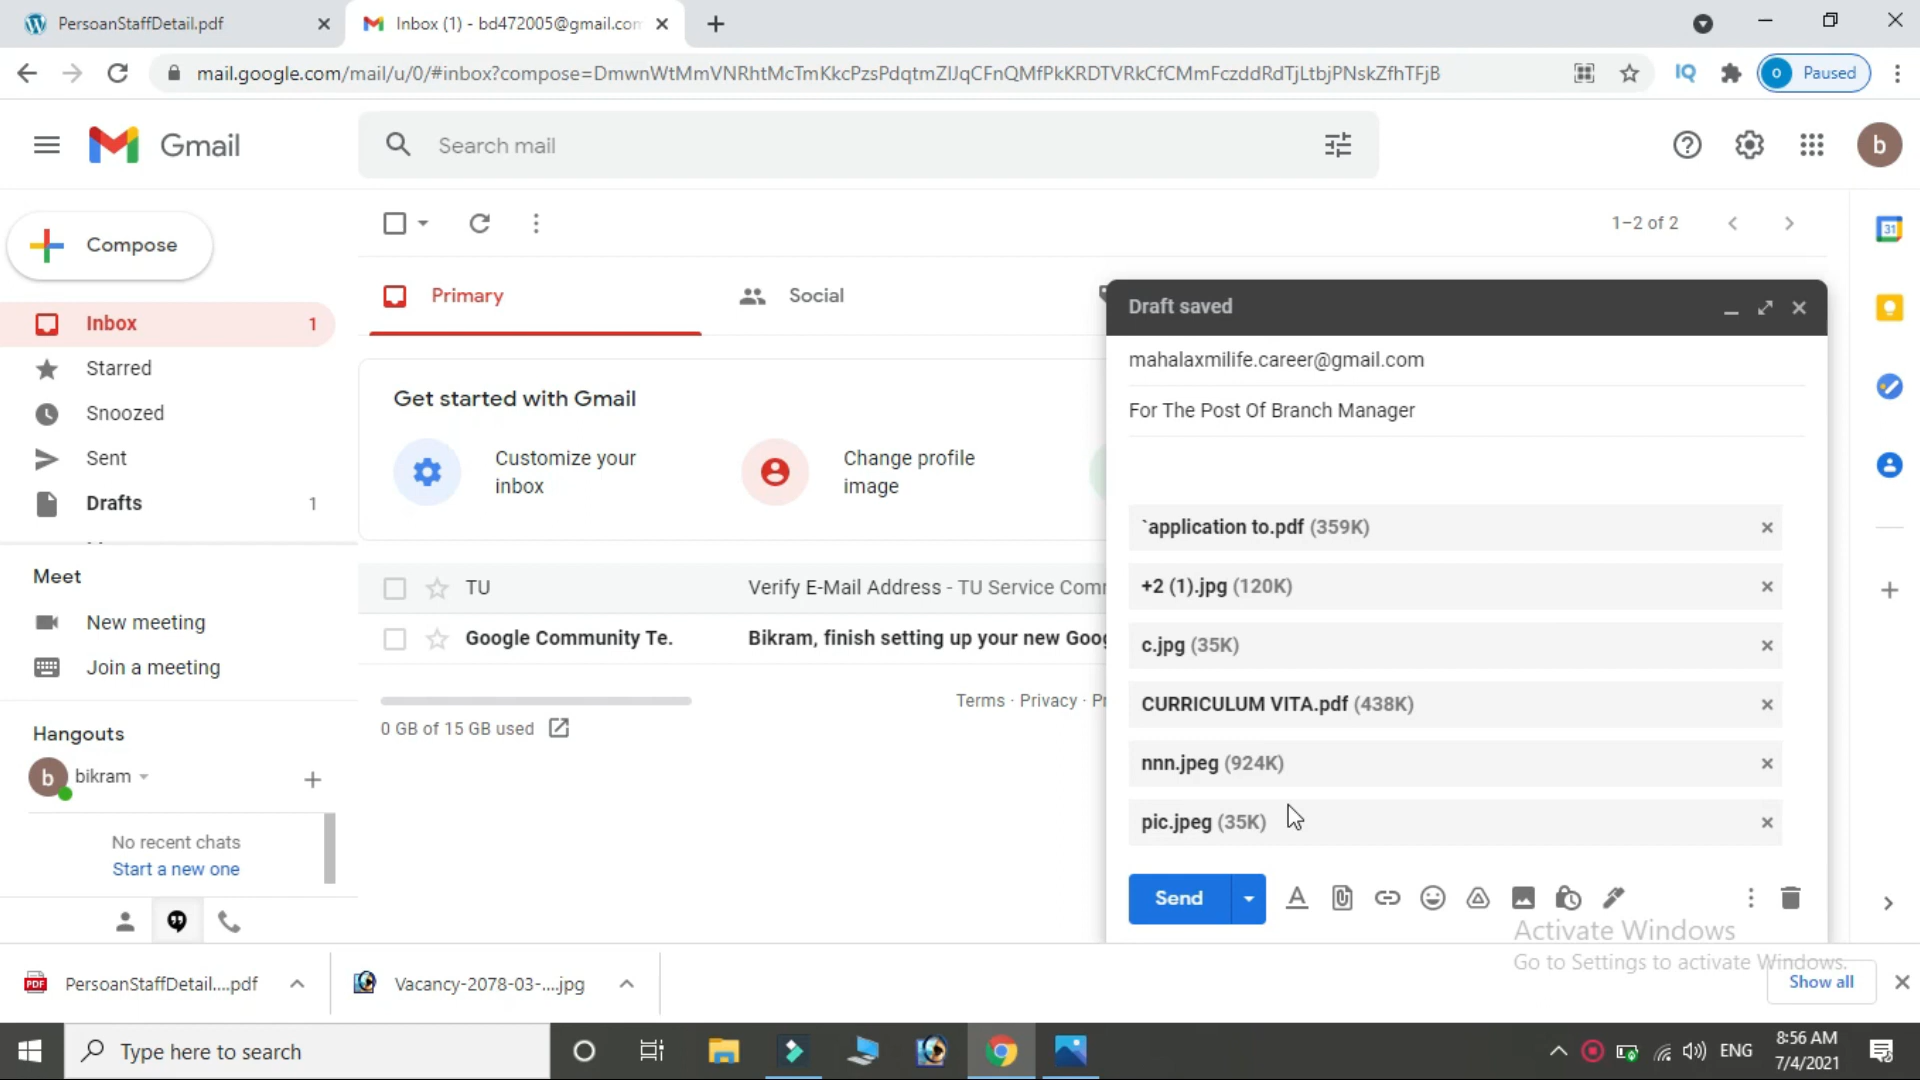 PersoanStaffDetail.pdf
Inbox (1) - bd472005@gmail.com
mail.google.com/mail/u/0/#inbox?compose=DmwnWtMmVNRhtMcTmKkcPzsPdqtmZlJqCFnQMfPkKRDTVRkCfCMmFczddRdTjLtbjPNskZfhTFjB
IQ
o Paused
Gmail
Search mail
b
Compose
1–2 of 2
31
Primary
Social
Inbox 1
Starred
Snoozed
Sent
Drafts 1
Get started with Gmail
Customize your
inbox
Change profile
image
Draft saved
mahalaxmilife.career@gmail.com
For The Post Of Branch Manager
`application to.pdf (359K)
+2 (1).jpg (120K)
c.jpg (35K)
CURRICULUM VITA.pdf (438K)
nnn.jpeg (924K)
pic.jpeg (35K)
Send
Meet
New meeting
Join a meeting
TU Verify E-Mail Address - TU Service Comm
Google Community Te. Bikram, finish setting up your new Goog
Terms · Privacy · Pr
0 GB of 15 GB used
Hangouts
b bikram
No recent chats
Start a new one
Activate Windows
Go to Settings to activate Windows.
PDF PersoanStaffDetail....pdf
Vacancy-2078-03-....jpg
Show all
Type here to search
ENG
8:56 AM
7/4/2021